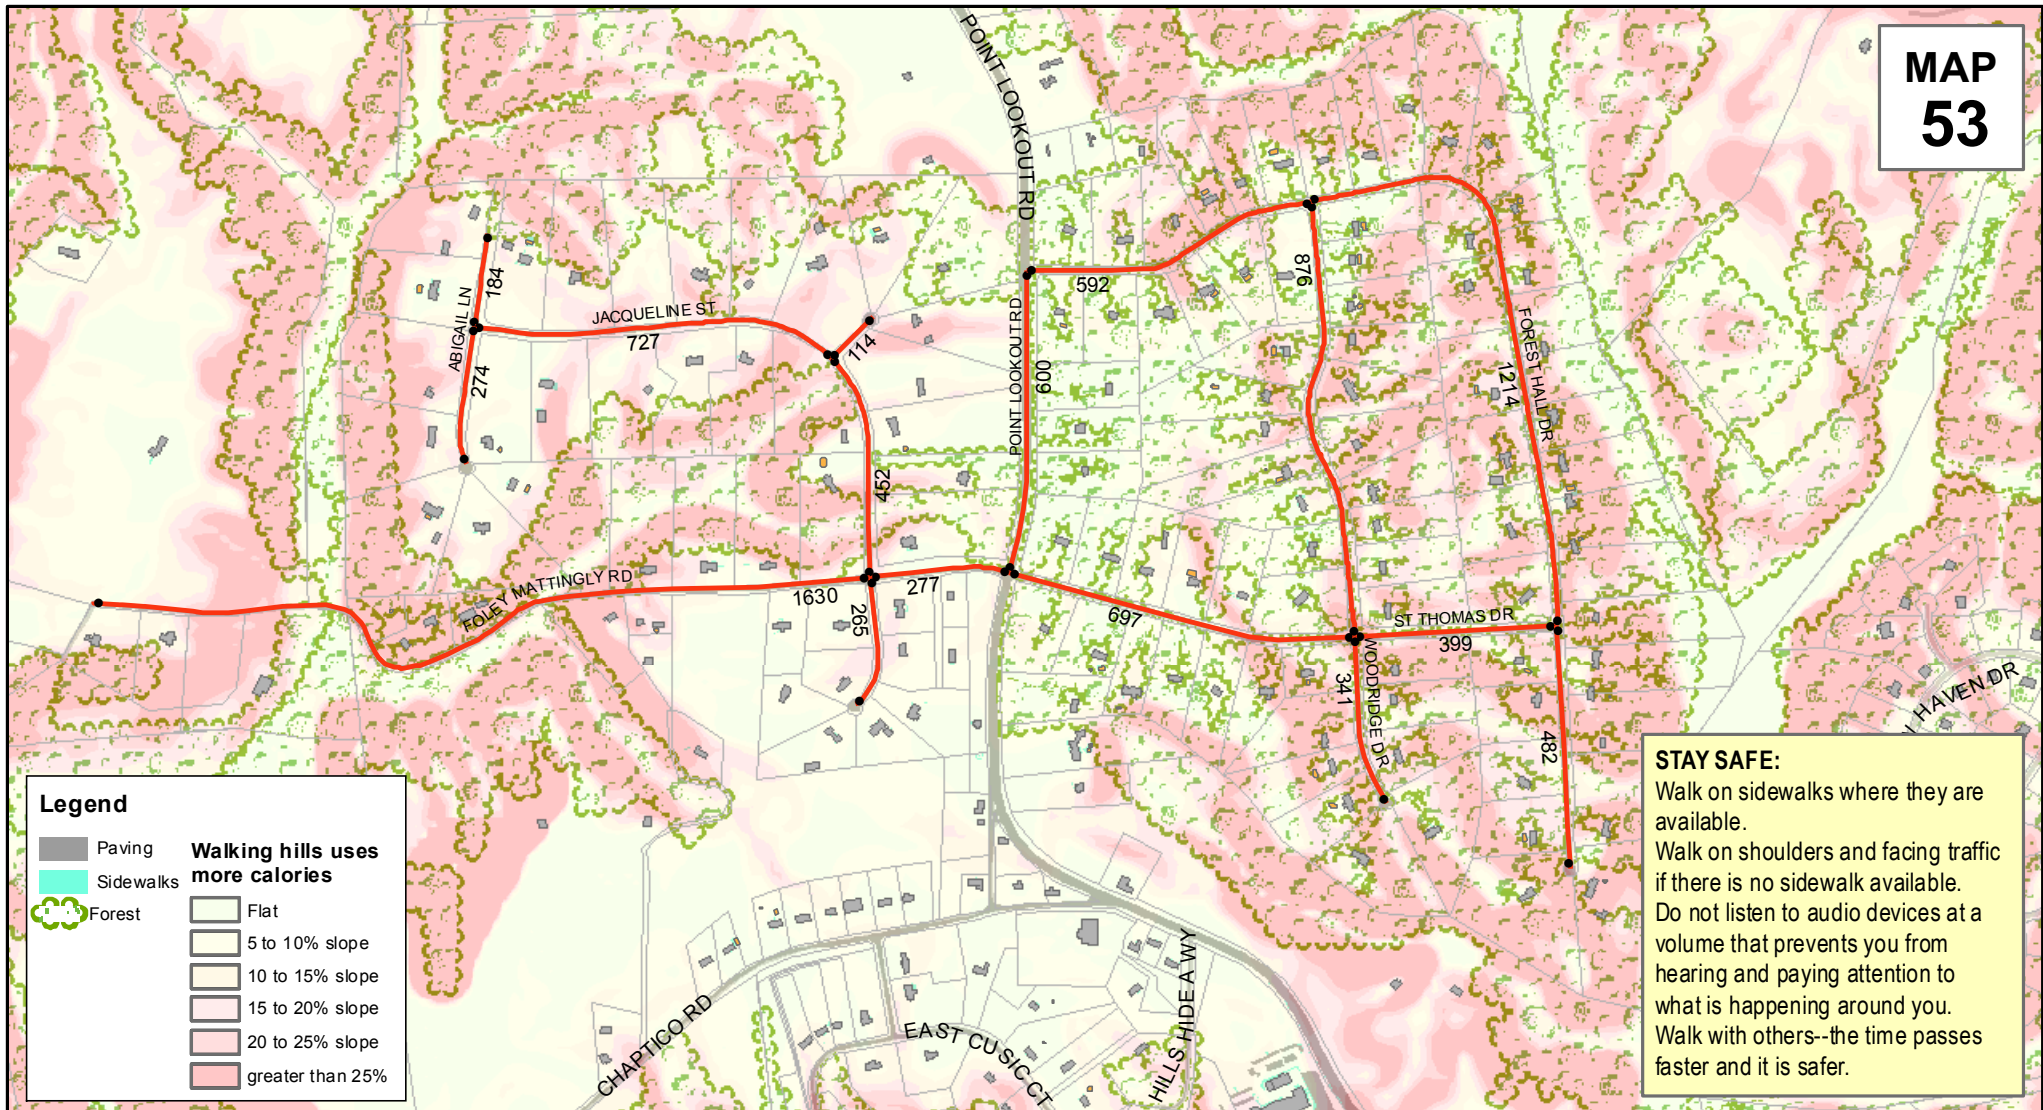 MAP
53
POINT LOOKOUT RD
POINT LOOKOUT RD
592
876
FOREST HALL DR
1214
184
ABIGAIL LN
JACQUELINE ST
727
114
274
600
452
FOLEY MATTINGLY RD
1630
277
265
697
ST THOMAS DR
399
WOODRIDGE DR
341
482
HAVEN DR
CHAPTICO RD
EAST CUSIC CT
HILLS HIDE A WY
Legend
Paving
Sidewalks
Forest
Walking hills uses
more calories
Flat
5 to 10% slope
10 to 15% slope
15 to 20% slope
20 to 25% slope
greater than 25%
STAY SAFE:
Walk on sidewalks where they are
available.
Walk on shoulders and facing traffic
if there is no sidewalk available.
Do not listen to audio devices at a
volume that prevents you from
hearing and paying attention to
what is happening around you.
Walk with others--the time passes
faster and it is safer.